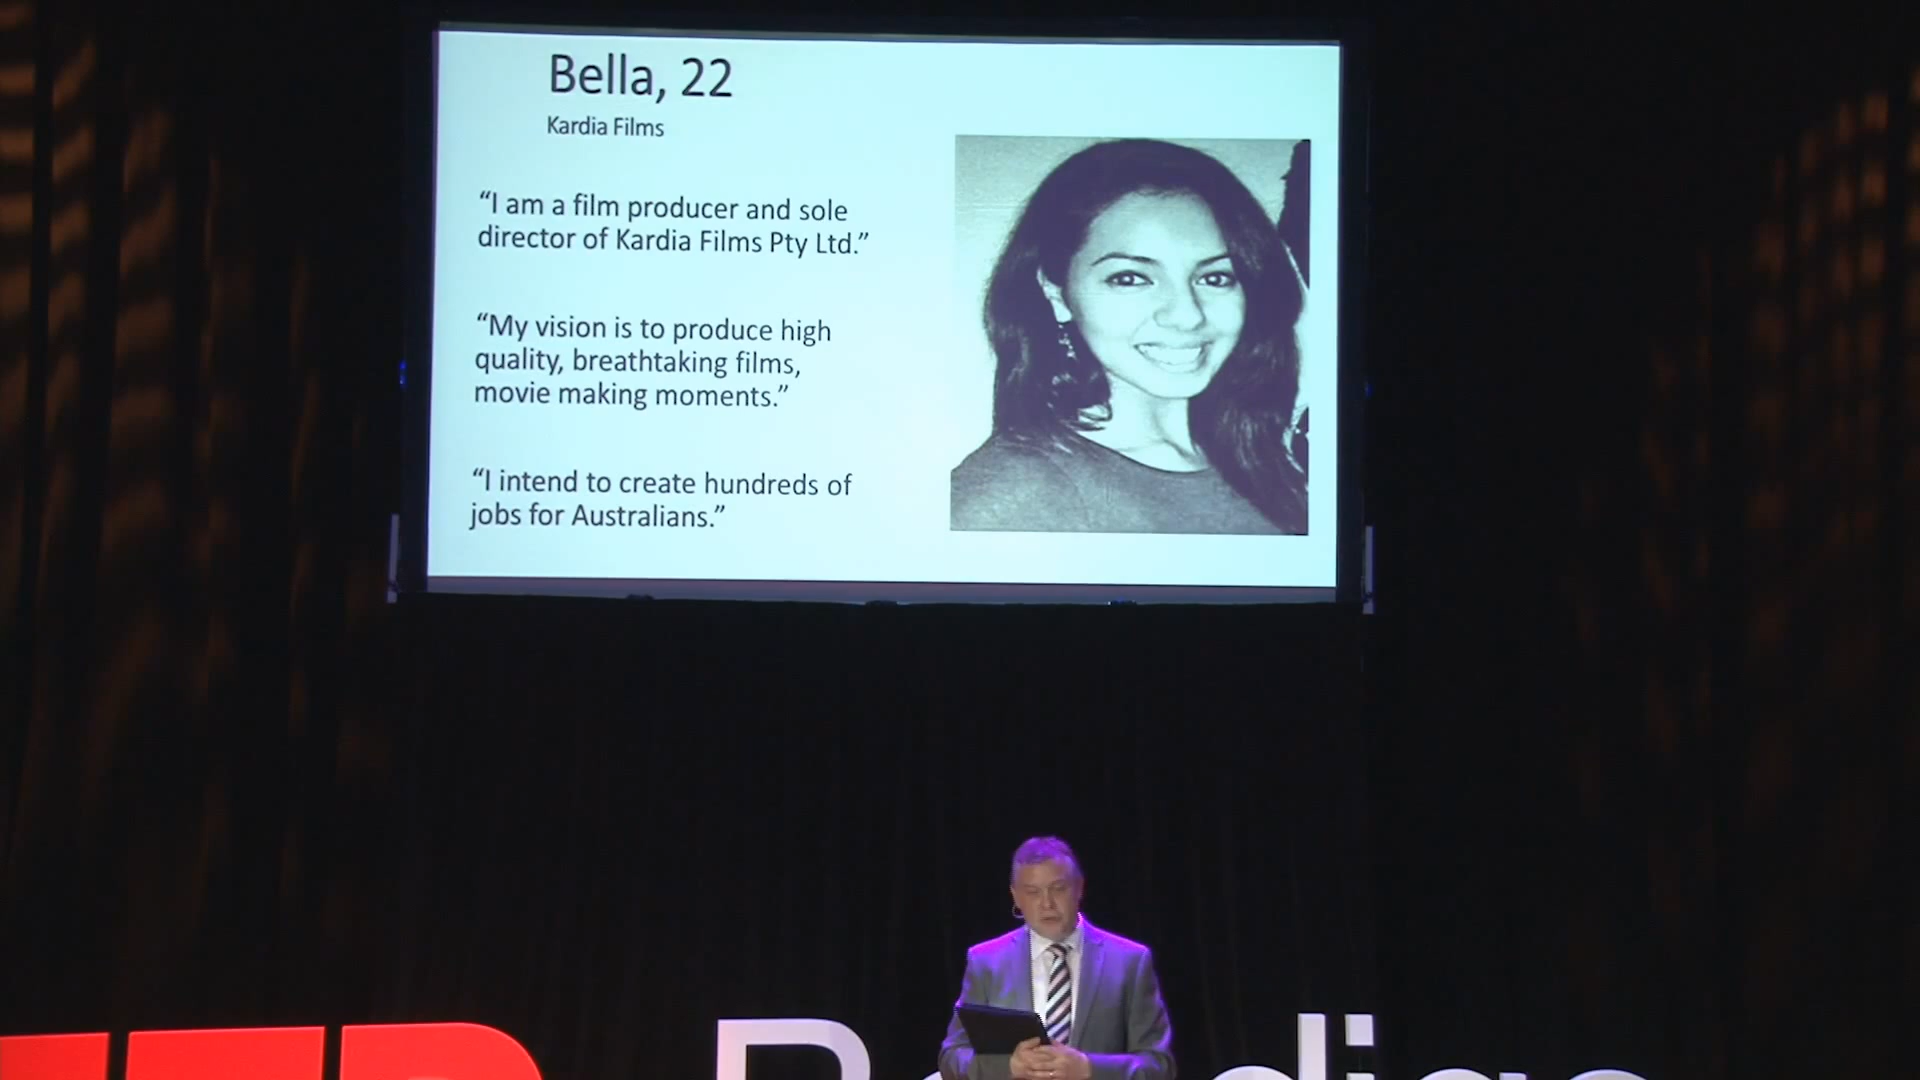 Bella, 22
Kardia Films
“I am a film producer and sole
director of Kardia Films Pty Ltd.”
“My vision is to produce high
quality, breathtaking films,
movie making moments.”
“I intend to create hundreds of
jobs for Australians.”